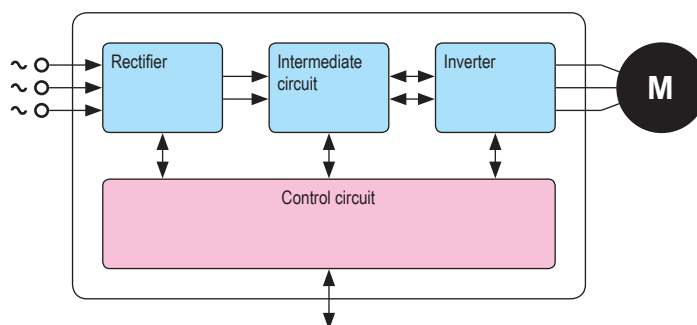 ~
~
~
Rectifier
Intermediate
circuit
Inverter
M
Control circuit